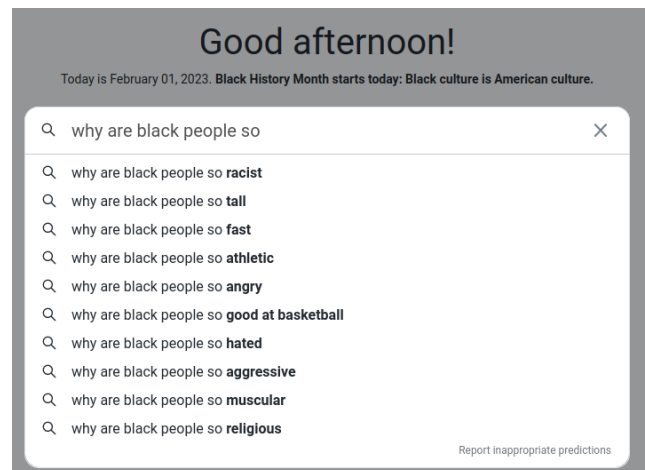 Good afternoon!
Today is February 01, 2023. Black History Month starts today: Black culture is American culture.
why are black people so
why are black people so racist
why are black people so tall
why are black people so fast
why are black people so athletic
why are black people so angry
why are black people so good at basketball
why are black people so hated
why are black people so aggressive
why are black people so muscular
why are black people so religious
Report inappropriate predictions